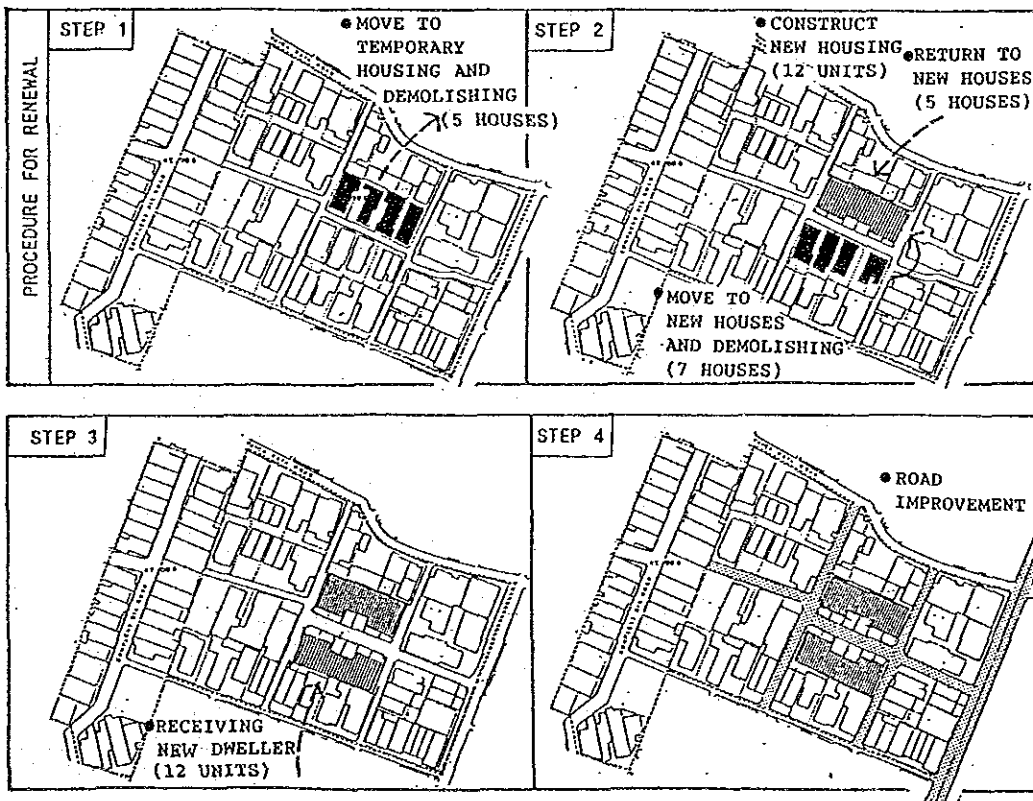 PROCEDURE FOR RENEWAL
STEP 1
● MOVE TO
TEMPORARY
HOUSING AND
DEMOLISHING
(5 HOUSES)
STEP 2
● CONSTRUCT
NEW HOUSING
(12 UNITS)
● RETURN TO
NEW HOUSES
(5 HOUSES)
● MOVE TO
NEW HOUSES
AND DEMOLISHING
(7 HOUSES)
STEP 3
● RECEIVING
NEW DWELLER
(12 UNITS)
STEP 4
● ROAD
IMPROVEMENT